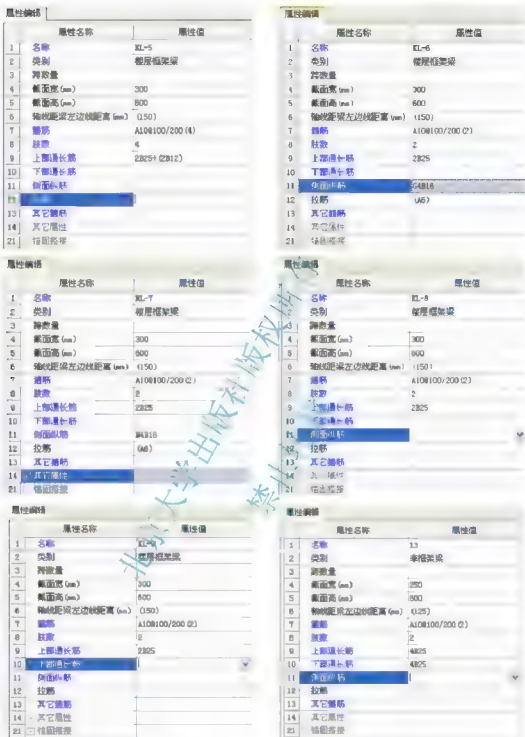 属性编辑
属性名称 属性值
1 名称 KL-5
2 类别 楼层框架梁
3 跨数量
4 截面宽(mm) 300
5 截面高(mm) 600
6 轴线距梁左边线距离(mm) (150)
7 箍筋 A10@100/200(4)
8 肢数 4
9 上部通长筋 2B25+(2B12)
10 下部通长筋
11 侧面纵筋
13 其它箍筋
14 其它属性
21 锚固搭接
属性编辑
属性名称 属性值
1 名称 KL-6
2 类别 楼层框架梁
3 跨数量
4 截面宽(mm) 300
5 截面高(mm) 600
6 轴线距梁左边线距离(mm) (150)
7 箍筋 A10@100/200(2)
8 肢数 2
9 上部通长筋 2B25
10 下部通长筋
11 侧面纵筋 G4B16
12 拉筋 (A6)
13 其它箍筋
14 其它属性
21 锚固搭接
属性编辑
属性名称 属性值
1 名称 KL-7
2 类别 楼层框架梁
3 跨数量
4 截面宽(mm) 300
5 截面高(mm) 600
6 轴线距梁左边线距离(mm) (150)
7 箍筋 A10@100/200(2)
8 肢数 2
9 上部通长筋 2B25
10 下部通长筋
11 侧面纵筋 N4B16
12 拉筋 (A6)
13 其它箍筋
14 其它属性
21 锚固搭接
属性编辑
属性名称 属性值
1 名称 KL-8
2 类别 楼层框架梁
3 跨数量
4 截面宽(mm) 300
5 截面高(mm) 600
6 轴线距梁左边线距离(mm) (150)
7 箍筋 A10@100/200(2)
8 肢数 2
9 上部通长筋 2B25
10 下部通长筋
11 侧面纵筋
12 拉筋
13 其它箍筋
14 其它属性
21 锚固搭接
属性编辑
属性名称 属性值
1 名称
2 类别 楼层框架梁
3 跨数量
4 截面宽(mm) 300
5 截面高(mm) 600
6 轴线距梁左边线距离(mm) (150)
7 箍筋 A10@100/200(2)
8 肢数 2
9 上部通长筋 2B25
10 下部通长筋
11 侧面纵筋
12 拉筋
13 其它箍筋
14 其它属性
21 锚固搭接
属性编辑
属性名称 属性值
1 名称 L3
2 类别 非框架梁
3 跨数量
4 截面宽(mm) 250
5 截面高(mm) 600
6 轴线距梁左边线距离(mm) (125)
7 箍筋 A10@100/200(2)
8 肢数 2
9 上部通长筋 4B25
10 下部通长筋 4B25
11 侧面纵筋
12 拉筋
13 其它箍筋
14 其它属性
21 锚固搭接
北京大学出版社版权所有